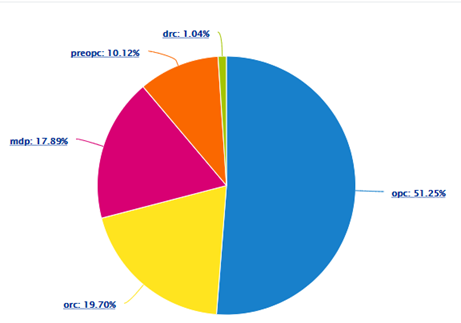 drc: 1.04%
preopc: 10.12%
mdp: 17.89%
opc: 51.25%
orc: 19.70%